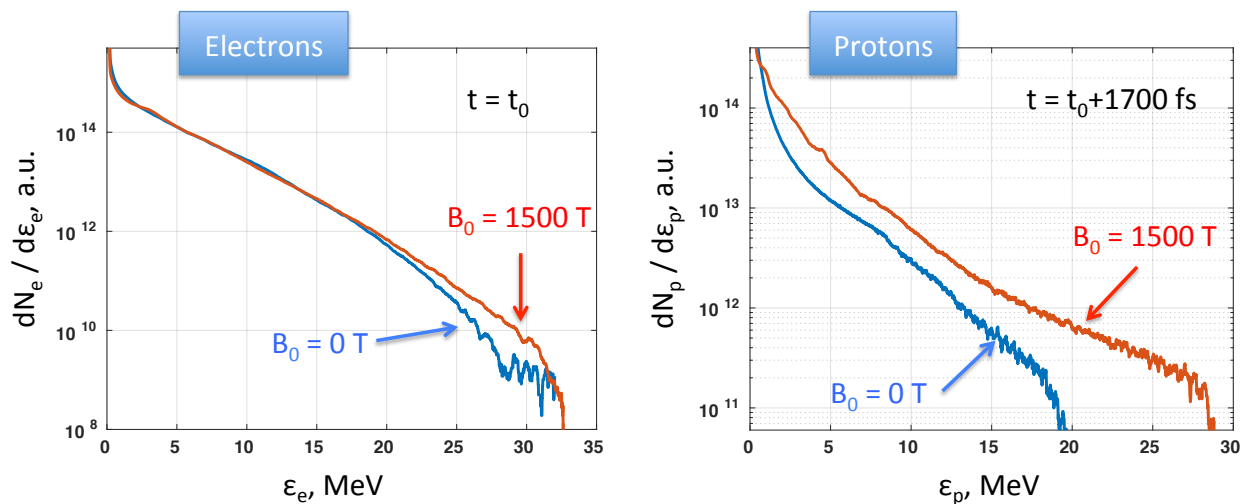 Electrons
t = t₀
B₀ = 1500 T
B₀ = 0 T
dNₑ / dεₑ, a.u.
10 14
10 12
10 10
10 8
0 5 10 15 20 25 30 35
εₑ, MeV
Protons
t = t₀+1700 fs
B₀ = 1500 T
B₀ = 0 T
dNₚ / dεₚ, a.u.
10 14
10 13
10 12
10 11
0 5 10 15 20 25 30
εₚ, MeV